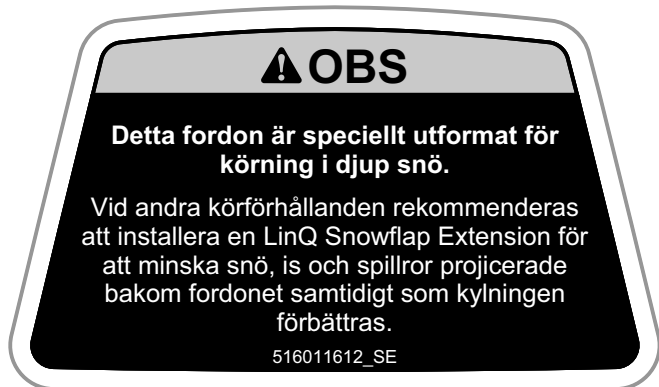 ⚠ OBS
Detta fordon är speciellt utformat för
körning i djup snö.
Vid andra körförhållanden rekommenderas
att installera en LinQ Snowflap Extension för
att minska snö, is och spillror projicerade
bakom fordonet samtidigt som kylningen
förbättras.
516011612_SE